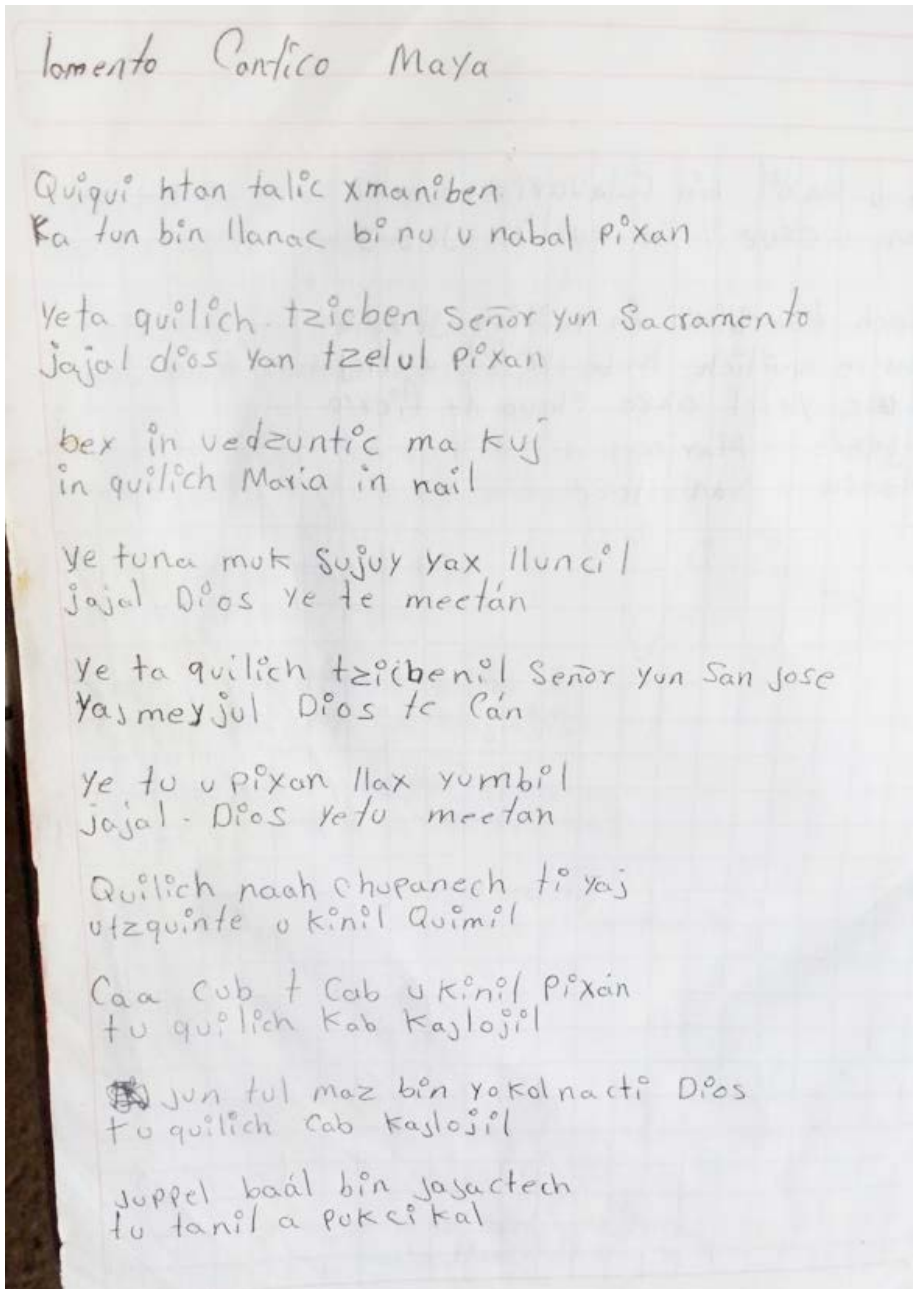 lamento Cantico Maya
Quiqui htan talic xmaniben
Ka tun bin llanac bi nu u nabal pixan
Yeta quilich tzicben Señor yun Sacramento
jajal dios yan tzelul pixan
bex in vedzuntic ma kuj
in quilich Maria in nail
Ye tuna muk Sujuy yax lluncil
jajal Dios ye te meetán
Ye ta quilich tzicbenil Señor yun San jose
Yajmeyjul Dios te Cán
Ye tu u pixan llax yumbil
jajal - Dios yetu meetan
Quilich naah chupanech ti yaj
utzquinte u kinil Quimil
Caa Cub t Cab u kinil Pixán
tu quilich kab kajlojil
jun tul maz bin yokolnacti Dios
tu quilich Cab kajlojil
juppel baál bin jajactech
tu tanil a pukcikal